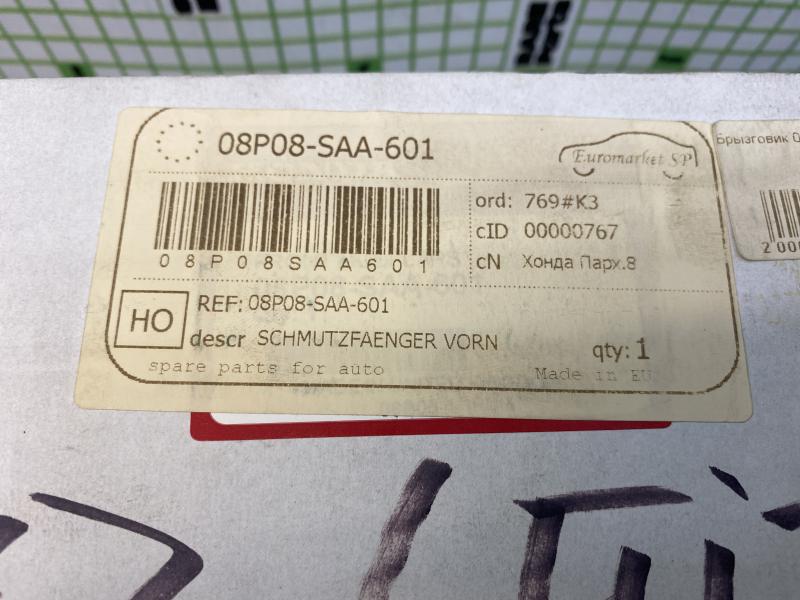 08P08-SAA-601
Euromarket SP
Брызговик
ord: 769#K3
cID 00000767
08P08SAA601
cN Хонда Парх.8
REF: 08P08-SAA-601
HO
descr SCHMUTZFAENGER VORN
qty: 1
spare parts for auto
Made in EU